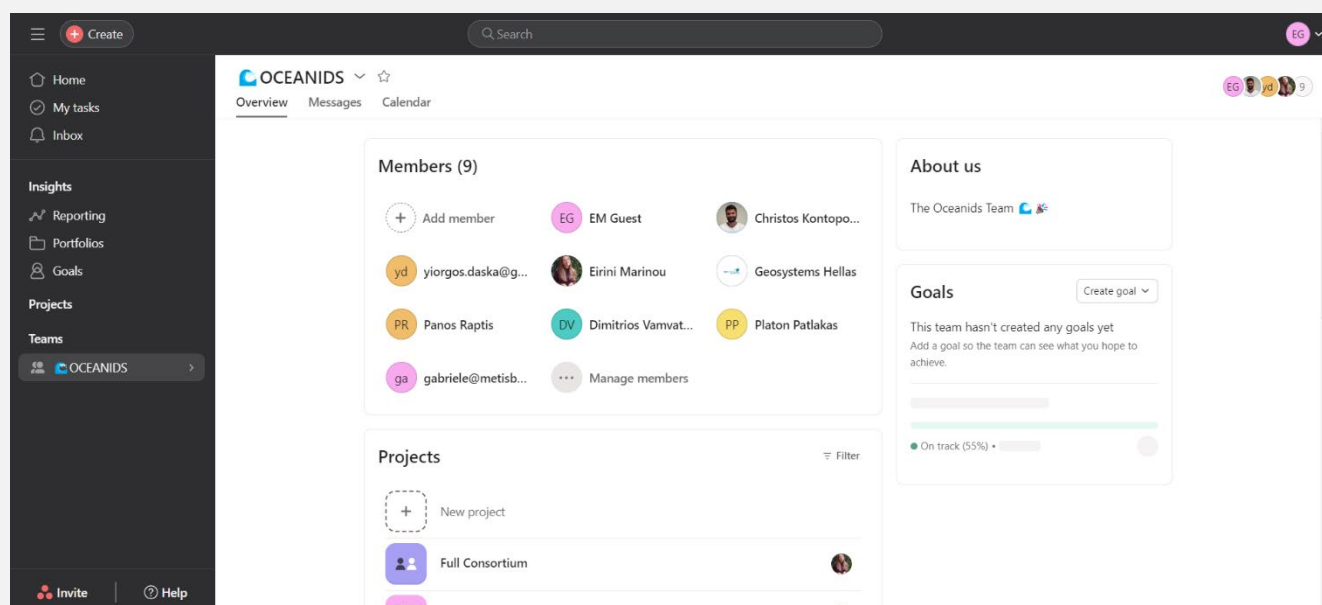 Create
Search
EG
Home
My tasks
Inbox
Insights
Reporting
Portfolios
Goals
Projects
Teams
OCEANIDS
Invite
Help
OCEANIDS
Overview Messages Calendar
EG yd 9
Members (9)
Add member
EG EM Guest
Christos Kontopo...
yd yiorgos.daska@g...
Eirini Marinou
Geosystems Hellas
PR Panos Raptis
DV Dimitrios Vamvat...
PP Platon Patlakas
ga gabriele@metisb...
Manage members
Projects
Filter
New project
Full Consortium
About us
The Oceanids Team
Goals
Create goal
This team hasn't created any goals yet
Add a goal so the team can see what you hope to
achieve.
On track (55%) •